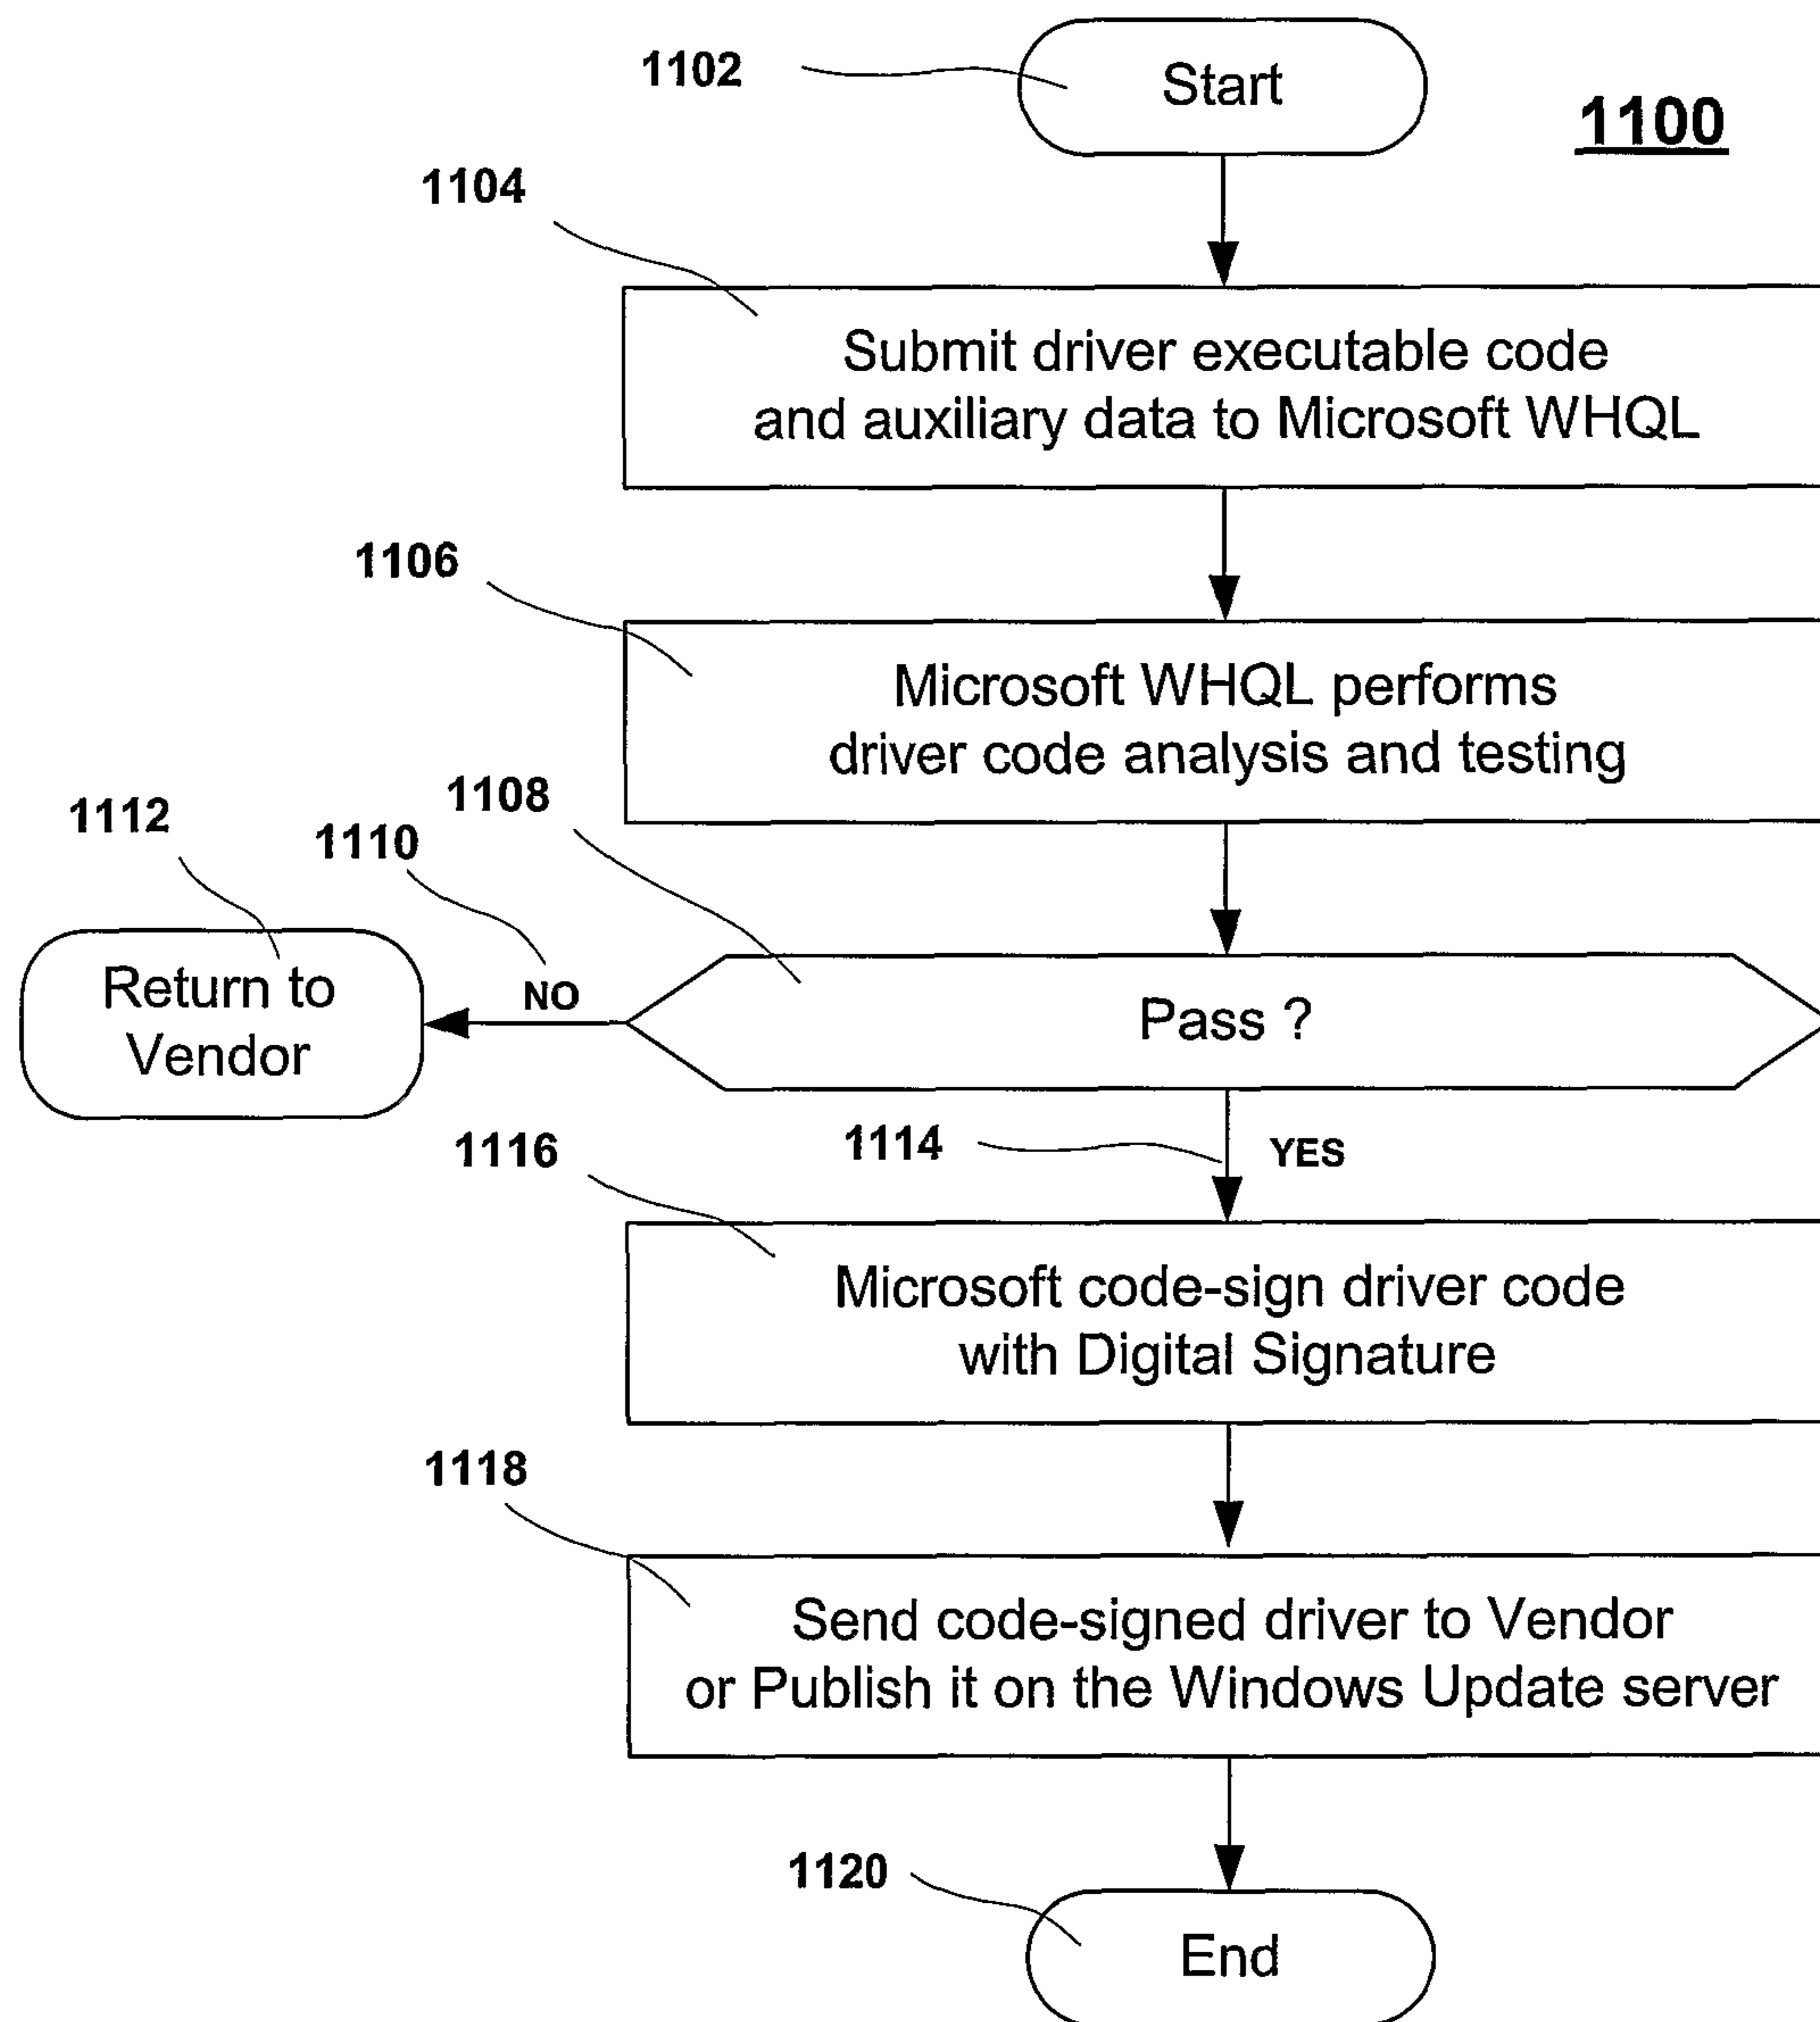 1102
Start
1100
1104
Submit driver executable code
and auxiliary data to Microsoft WHQL
1106
Microsoft WHQL performs
driver code analysis and testing
1108
1112
1110
Return to
Vendor
NO
Pass ?
1116
1114
YES
Microsoft code-sign driver code
with Digital Signature
1118
Send code-signed driver to Vendor
or Publish it on the Windows Update server
1120
End